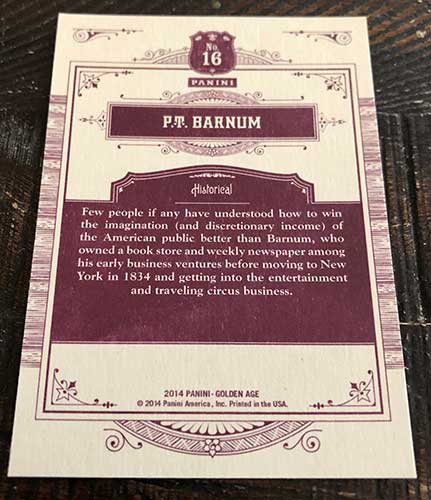 No.
16
PANINI
P.T. BARNUM
Historical
Few people if any have understood how to win
the imagination (and discretionary income) of
the American public better than Barnum, who
owned a book store and weekly newspaper among
his early business ventures before moving to New
York in 1834 and getting into the entertainment
and traveling circus business.
2014 PANINI - GOLDEN AGE
© 2014 Panini America, Inc. Printed in the USA.